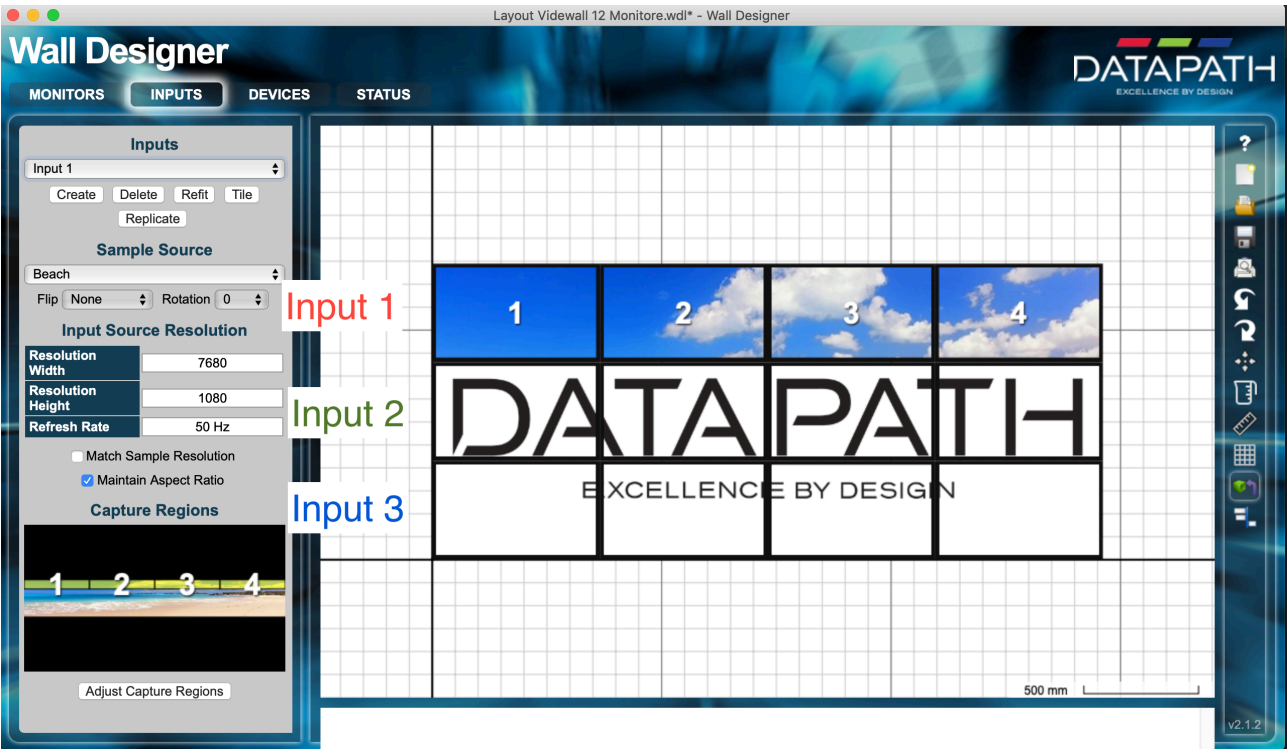 Layout Videwall 12 Monitore.wdl* - Wall Designer
Wall Designer
DATAPATH
EXCELLENCE BY DESIGN
MONITORS INPUTS DEVICES STATUS
Inputs
Input 1
Create Delete Refit Tile
Replicate
Sample Source
Beach
Flip None Rotation 0
Input Source Resolution
Resolution
Width 7680
Resolution
Height 1080
Refresh Rate 50 Hz
Match Sample Resolution
Maintain Aspect Ratio
Capture Regions
1 2 3 4
Adjust Capture Regions
Input 1
Input 2
Input 3
1 2 3 4
DATAPATH
EXCELLENCE BY DESIGN
500 mm
?
v2.1.2